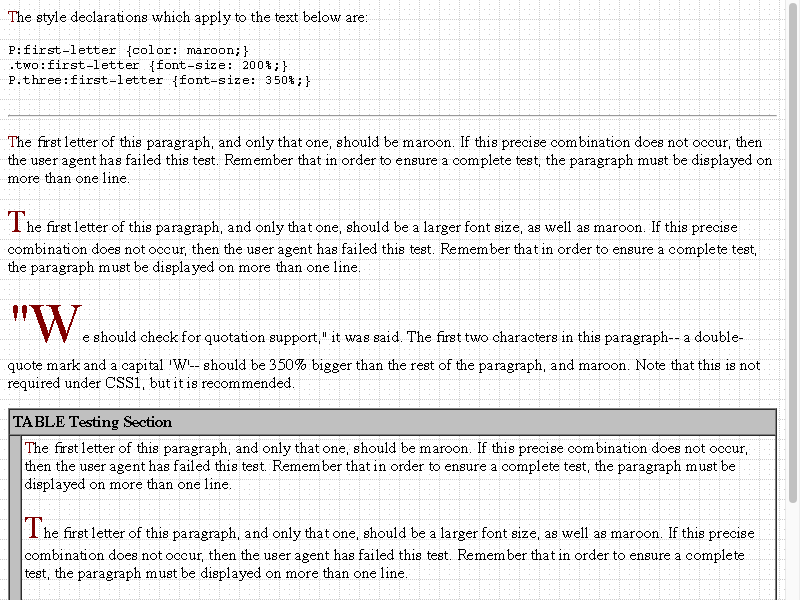 The style declarations which apply to the text below are:
P:first-letter {color: maroon;}
.two:first-letter {font-size: 200%;}
P.three:first-letter {font-size: 350%;}
The first letter of this paragraph, and only that one, should be maroon. If this precise combination does not occur, then
the user agent has failed this test. Remember that in order to ensure a complete test, the paragraph must be displayed on
more than one line.
The first letter of this paragraph, and only that one, should be a larger font size, as well as maroon. If this precise
combination does not occur, then the user agent has failed this test. Remember that in order to ensure a complete test,
the paragraph must be displayed on more than one line.
"We should check for quotation support," it was said. The first two characters in this paragraph-- a double-
quote mark and a capital 'W'-- should be 350% bigger than the rest of the paragraph, and maroon. Note that this is not
required under CSS1, but it is recommended.
TABLE Testing Section
The first letter of this paragraph, and only that one, should be maroon. If this precise combination does not occur,
then the user agent has failed this test. Remember that in order to ensure a complete test, the paragraph must be
displayed on more than one line.
The first letter of this paragraph, and only that one, should be a larger font size, as well as maroon. If this precise
combination does not occur, then the user agent has failed this test. Remember that in order to ensure a complete
test, the paragraph must be displayed on more than one line.